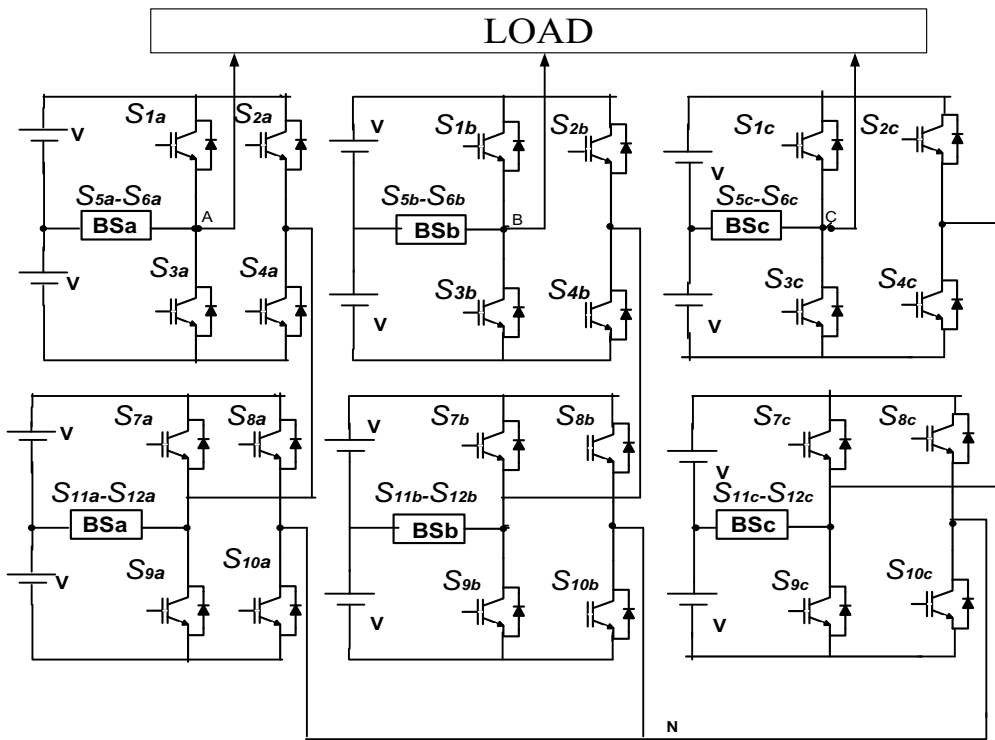 LOAD
S1a S2a S1b S2b S1c S2c
V V V
S5a-S6a S5b-S6b S5c-S6c
BSa A BSb B BSc C
V V V
S3a S4a S3b S4b S3c S4c
S7a S8a S7b S8b S7c S8c
V V V
S11a-S12a S11b-S12b S11c-S12c
BSa BSb BSc
V V V
S9a S10a S9b S10b S9c S10c
N